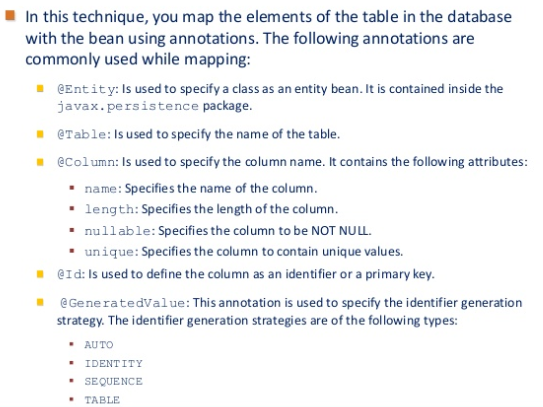 In this technique, you map the elements of the table in the database
with the bean using annotations. The following annotations are
commonly used while mapping:
@Entity: Is used to specify a class as an entity bean. It is contained inside the
javax.persistence package.
@Table: Is used to specify the name of the table.
@Column: Is used to specify the column name. It contains the following attributes:
name: Specifies the name of the column.
length: Specifies the length of the column.
nullable: Specifies the column to be NOT NULL.
unique: Specifies the column to contain unique values.
@Id: Is used to define the column as an identifier or a primary key.
@GeneratedValue: This annotation is used to specify the identifier generation
strategy. The identifier generation strategies are of the following types:
AUTO
IDENTITY
SEQUENCE
TABLE